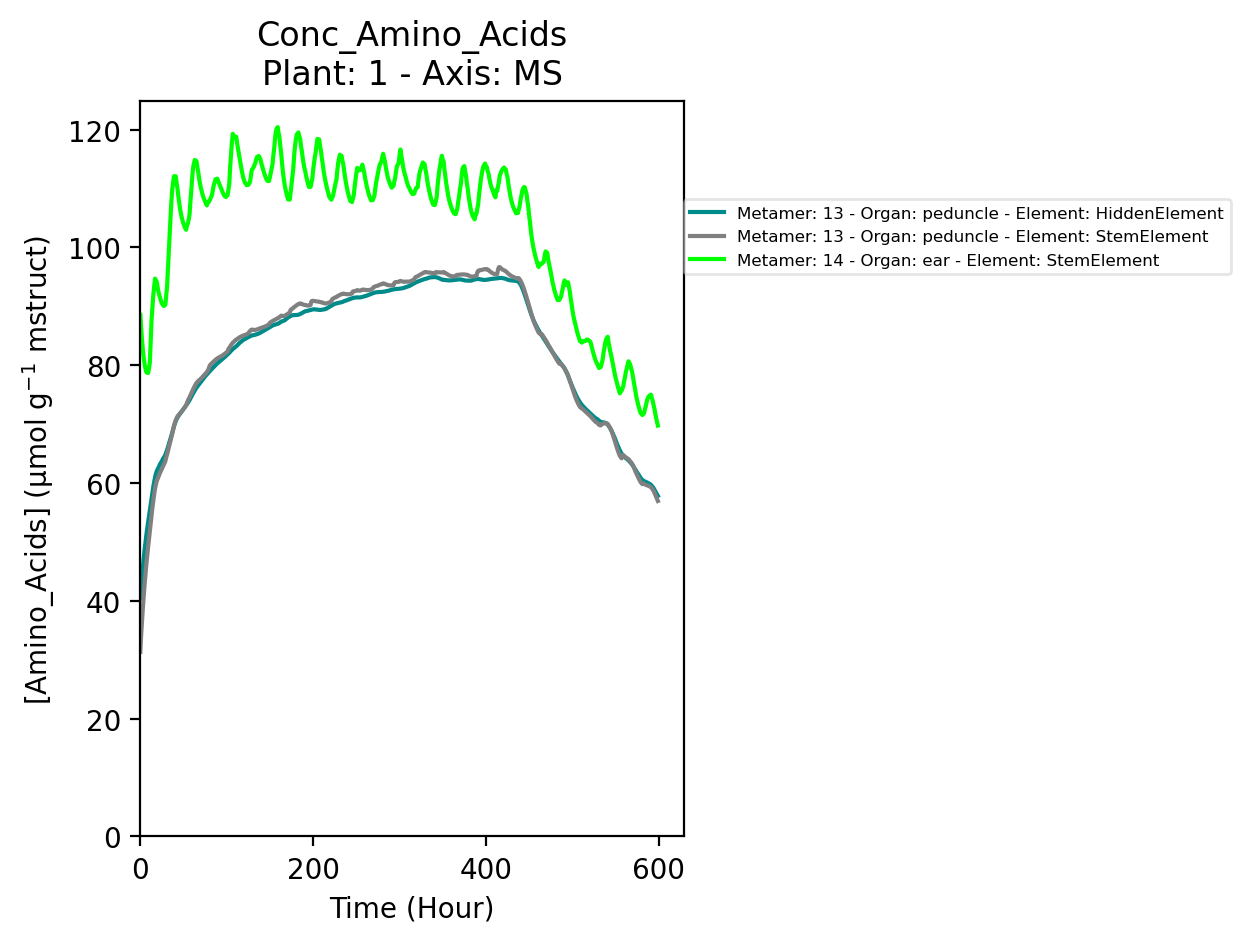 Conc_Amino_Acids
Plant: 1 - Axis: MS
120
100
80
60
40
20
0
[Amino_Acids] (µmol g⁻¹ mstruct)
0 200 400 600
Time (Hour)
Metamer: 13 - Organ: peduncle - Element: HiddenElement
Metamer: 13 - Organ: peduncle - Element: StemElement
Metamer: 14 - Organ: ear - Element: StemElement